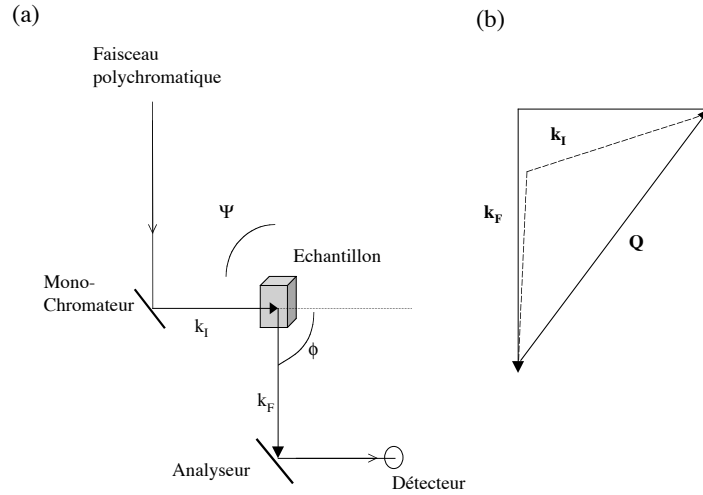 (a)
(b)
Faisceau
polychromatique
k_I
Ψ
k_F
Echantillon
Q
Mono-
Chromateur
k_I
ϕ
k_F
Analyseur
Détecteur